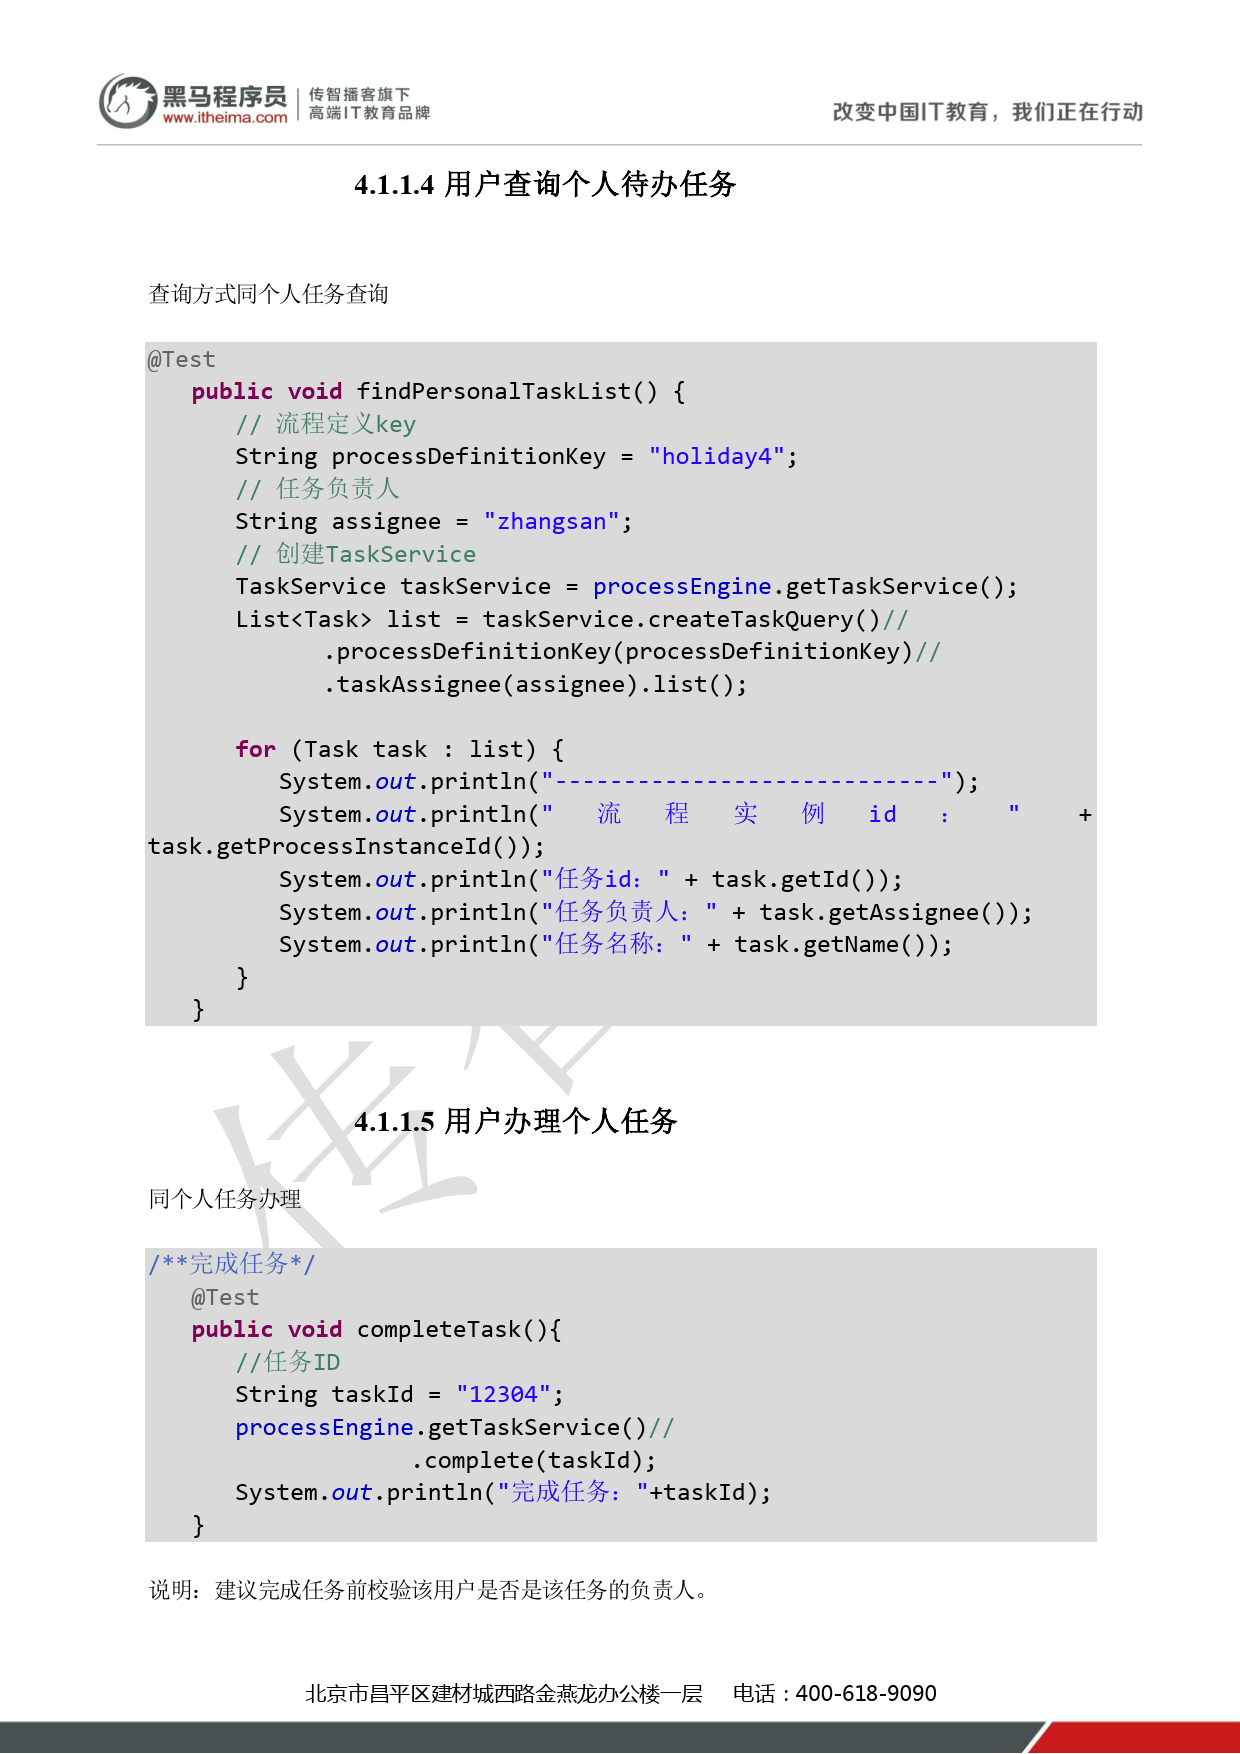 黑马程序员
www.itheima.com
传智播客旗下
高端IT教育品牌
改变中国IT教育，我们正在行动
4.1.1.4 用户查询个人待办任务
查询方式同个人任务查询
@Test
public void findPersonalTaskList() {
// 流程定义key
String processDefinitionKey = "holiday4";
// 任务负责人
String assignee = "zhangsan";
// 创建TaskService
TaskService taskService = processEngine.getTaskService();
List<Task> list = taskService.createTaskQuery()//
.processDefinitionKey(processDefinitionKey)//
.taskAssignee(assignee).list();
for (Task task : list) {
System.out.println("----------------------------");
System.out.println(" 流 程 实 例 id ： " +
task.getProcessInstanceId());
System.out.println("任务id：" + task.getId());
System.out.println("任务负责人：" + task.getAssignee());
System.out.println("任务名称：" + task.getName());
}
}
4.1.1.5 用户办理个人任务
同个人任务办理
/**完成任务*/
@Test
public void completeTask(){
//任务ID
String taskId = "12304";
processEngine.getTaskService()//
.complete(taskId);
System.out.println("完成任务："+taskId);
}
说明：建议完成任务前校验该用户是否是该任务的负责人。
北京市昌平区建材城西路金燕龙办公楼一层 电话：400-618-9090